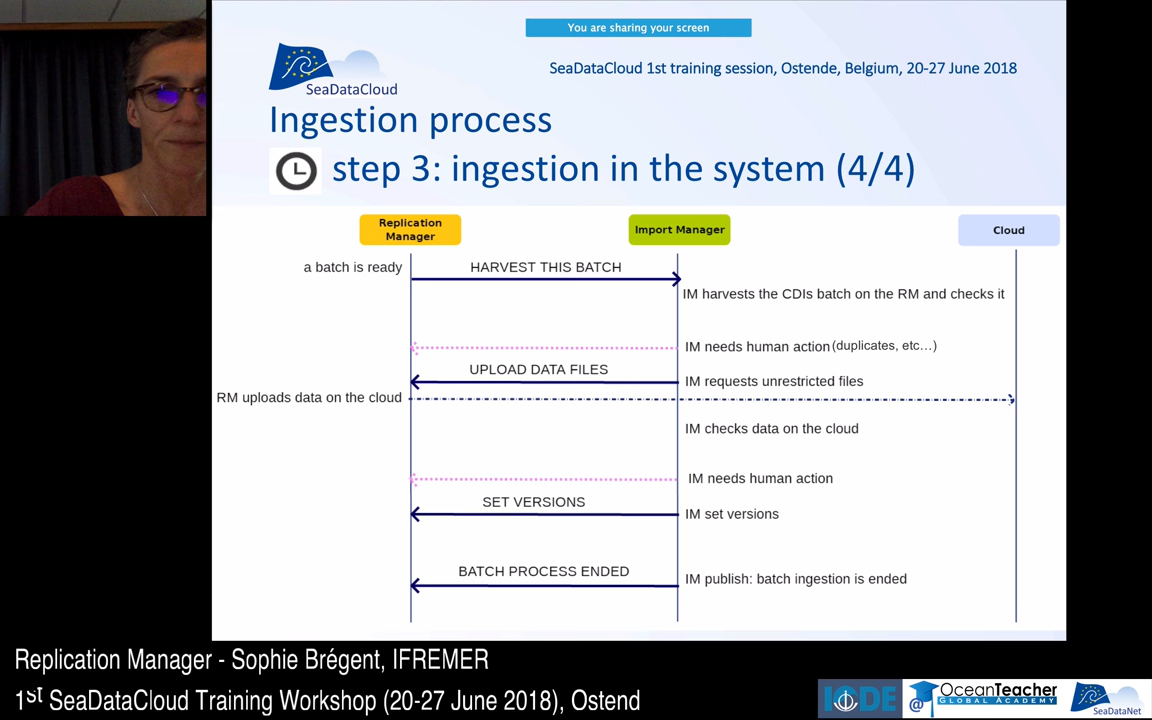 You are sharing your screen
SeaDataCloud
SeaDataCloud 1st training session, Ostende, Belgium, 20-27 June 2018
Ingestion process
step 3: ingestion in the system (4/4)
Replication
Manager
Import Manager
Cloud
a batch is ready
HARVEST THIS BATCH
IM harvests the CDIs batch on the RM and checks it
IM needs human action (duplicates, etc...)
UPLOAD DATA FILES
IM requests unrestricted files
RM uploads data on the cloud
IM checks data on the cloud
IM needs human action
SET VERSIONS
IM set versions
BATCH PROCESS ENDED
IM publish: batch ingestion is ended
Replication Manager - Sophie Brégent, IFREMER
1st SeaDataCloud Training Workshop (20-27 June 2018), Ostend
IODE
@
OceanTeacher
GLOBAL ACADEMY
SeaDataNet